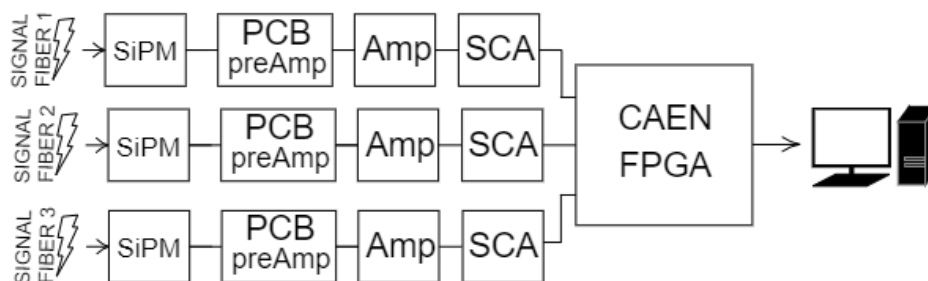 SIGNAL
FIBER 1
SiPM
PCB
preAmp
Amp
SCA
SIGNAL
FIBER 2
SiPM
PCB
preAmp
Amp
SCA
SIGNAL
FIBER 3
SiPM
PCB
preAmp
Amp
SCA
CAEN
FPGA